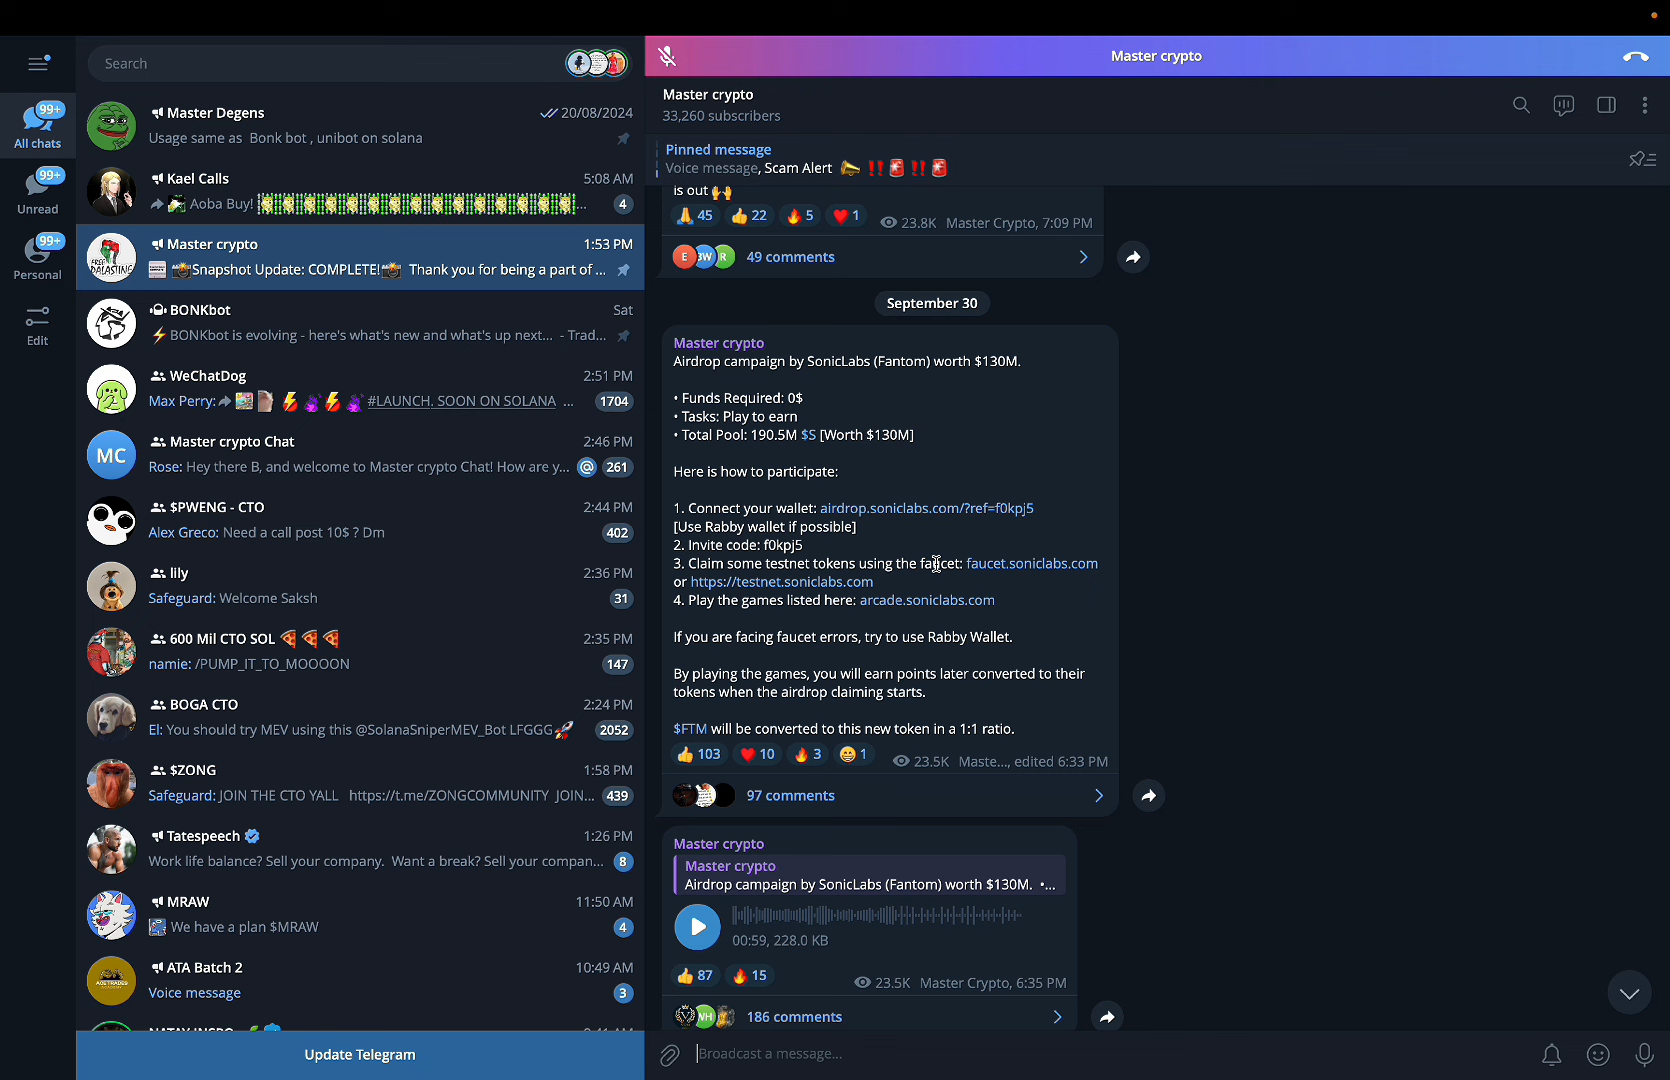 Search
99+
All chats
99+
Unread
99+
Personal
Edit
Master Degens
20/08/2024
Usage same as Bonk bot , unibot on solana
Kael Calls
5:08 AM
Aoba Buy!
...
4
Master crypto
1:53 PM
📸Snapshot Update: COMPLETE!📸 Thank you for being a part of ...
BONKbot
Sat
⚡BONKbot is evolving - here's what's new and what's up next... - Trad...
WeChatDog
2:51 PM
Max Perry: #LAUNCH. SOON ON SOLANA ...
1704
MC
Master crypto Chat
2:46 PM
Rose: Hey there B, and welcome to Master crypto Chat! How are y...
@
261
$PWENG - CTO
2:44 PM
Alex Greco: Need a call post 10$ ? Dm
402
lily
2:36 PM
Safeguard: Welcome Saksh
31
600 Mil CTO SOL 🍕🍕🍕
2:35 PM
namie: /PUMP_IT_TO_MOOOON
147
BOGA CTO
2:24 PM
El: You should try MEV using this @SolanaSniperMEV_Bot LFGGG🚀
2052
$ZONG
1:58 PM
Safeguard: JOIN THE CTO YALL https://t.me/ZONGCOMMUNITY JOIN...
439
Tatespeech
1:26 PM
Work life balance? Sell your company. Want a break? Sell your compan...
8
MRAW
11:50 AM
We have a plan $MRAW
4
ATA Batch 2
10:49 AM
Voice message
3
Update Telegram
Master crypto
Master crypto
33,260 subscribers
Pinned message
Voice message, Scam Alert 📣 ‼️🚨‼️🚨
is out 🙌
🙏 45 👍 22 🔥 5 ❤️ 1
23.8K Master Crypto, 7:09 PM
E BW R 49 comments
September 30
Master crypto
Airdrop campaign by SonicLabs (Fantom) worth $130M.
• Funds Required: 0$
• Tasks: Play to earn
• Total Pool: 190.5M $S [Worth $130M]
Here is how to participate:
1. Connect your wallet: airdrop.soniclabs.com/?ref=f0kpj5
[Use Rabby wallet if possible]
2. Invite code: f0kpj5
3. Claim some testnet tokens using the faucet: faucet.soniclabs.com
or https://testnet.soniclabs.com
4. Play the games listed here: arcade.soniclabs.com
If you are facing faucet errors, try to use Rabby Wallet.
By playing the games, you will earn points later converted to their
tokens when the airdrop claiming starts.
$FTM will be converted to this new token in a 1:1 ratio.
👍 103 ❤️ 10 🔥 3 😁 1
23.5K Maste..., edited 6:33 PM
97 comments
Master crypto
Master crypto
Airdrop campaign by SonicLabs (Fantom) worth $130M. •...
00:59, 228.0 KB
👍 87 🔥 15
23.5K Master Crypto, 6:35 PM
WH 186 comments
Broadcast a message...